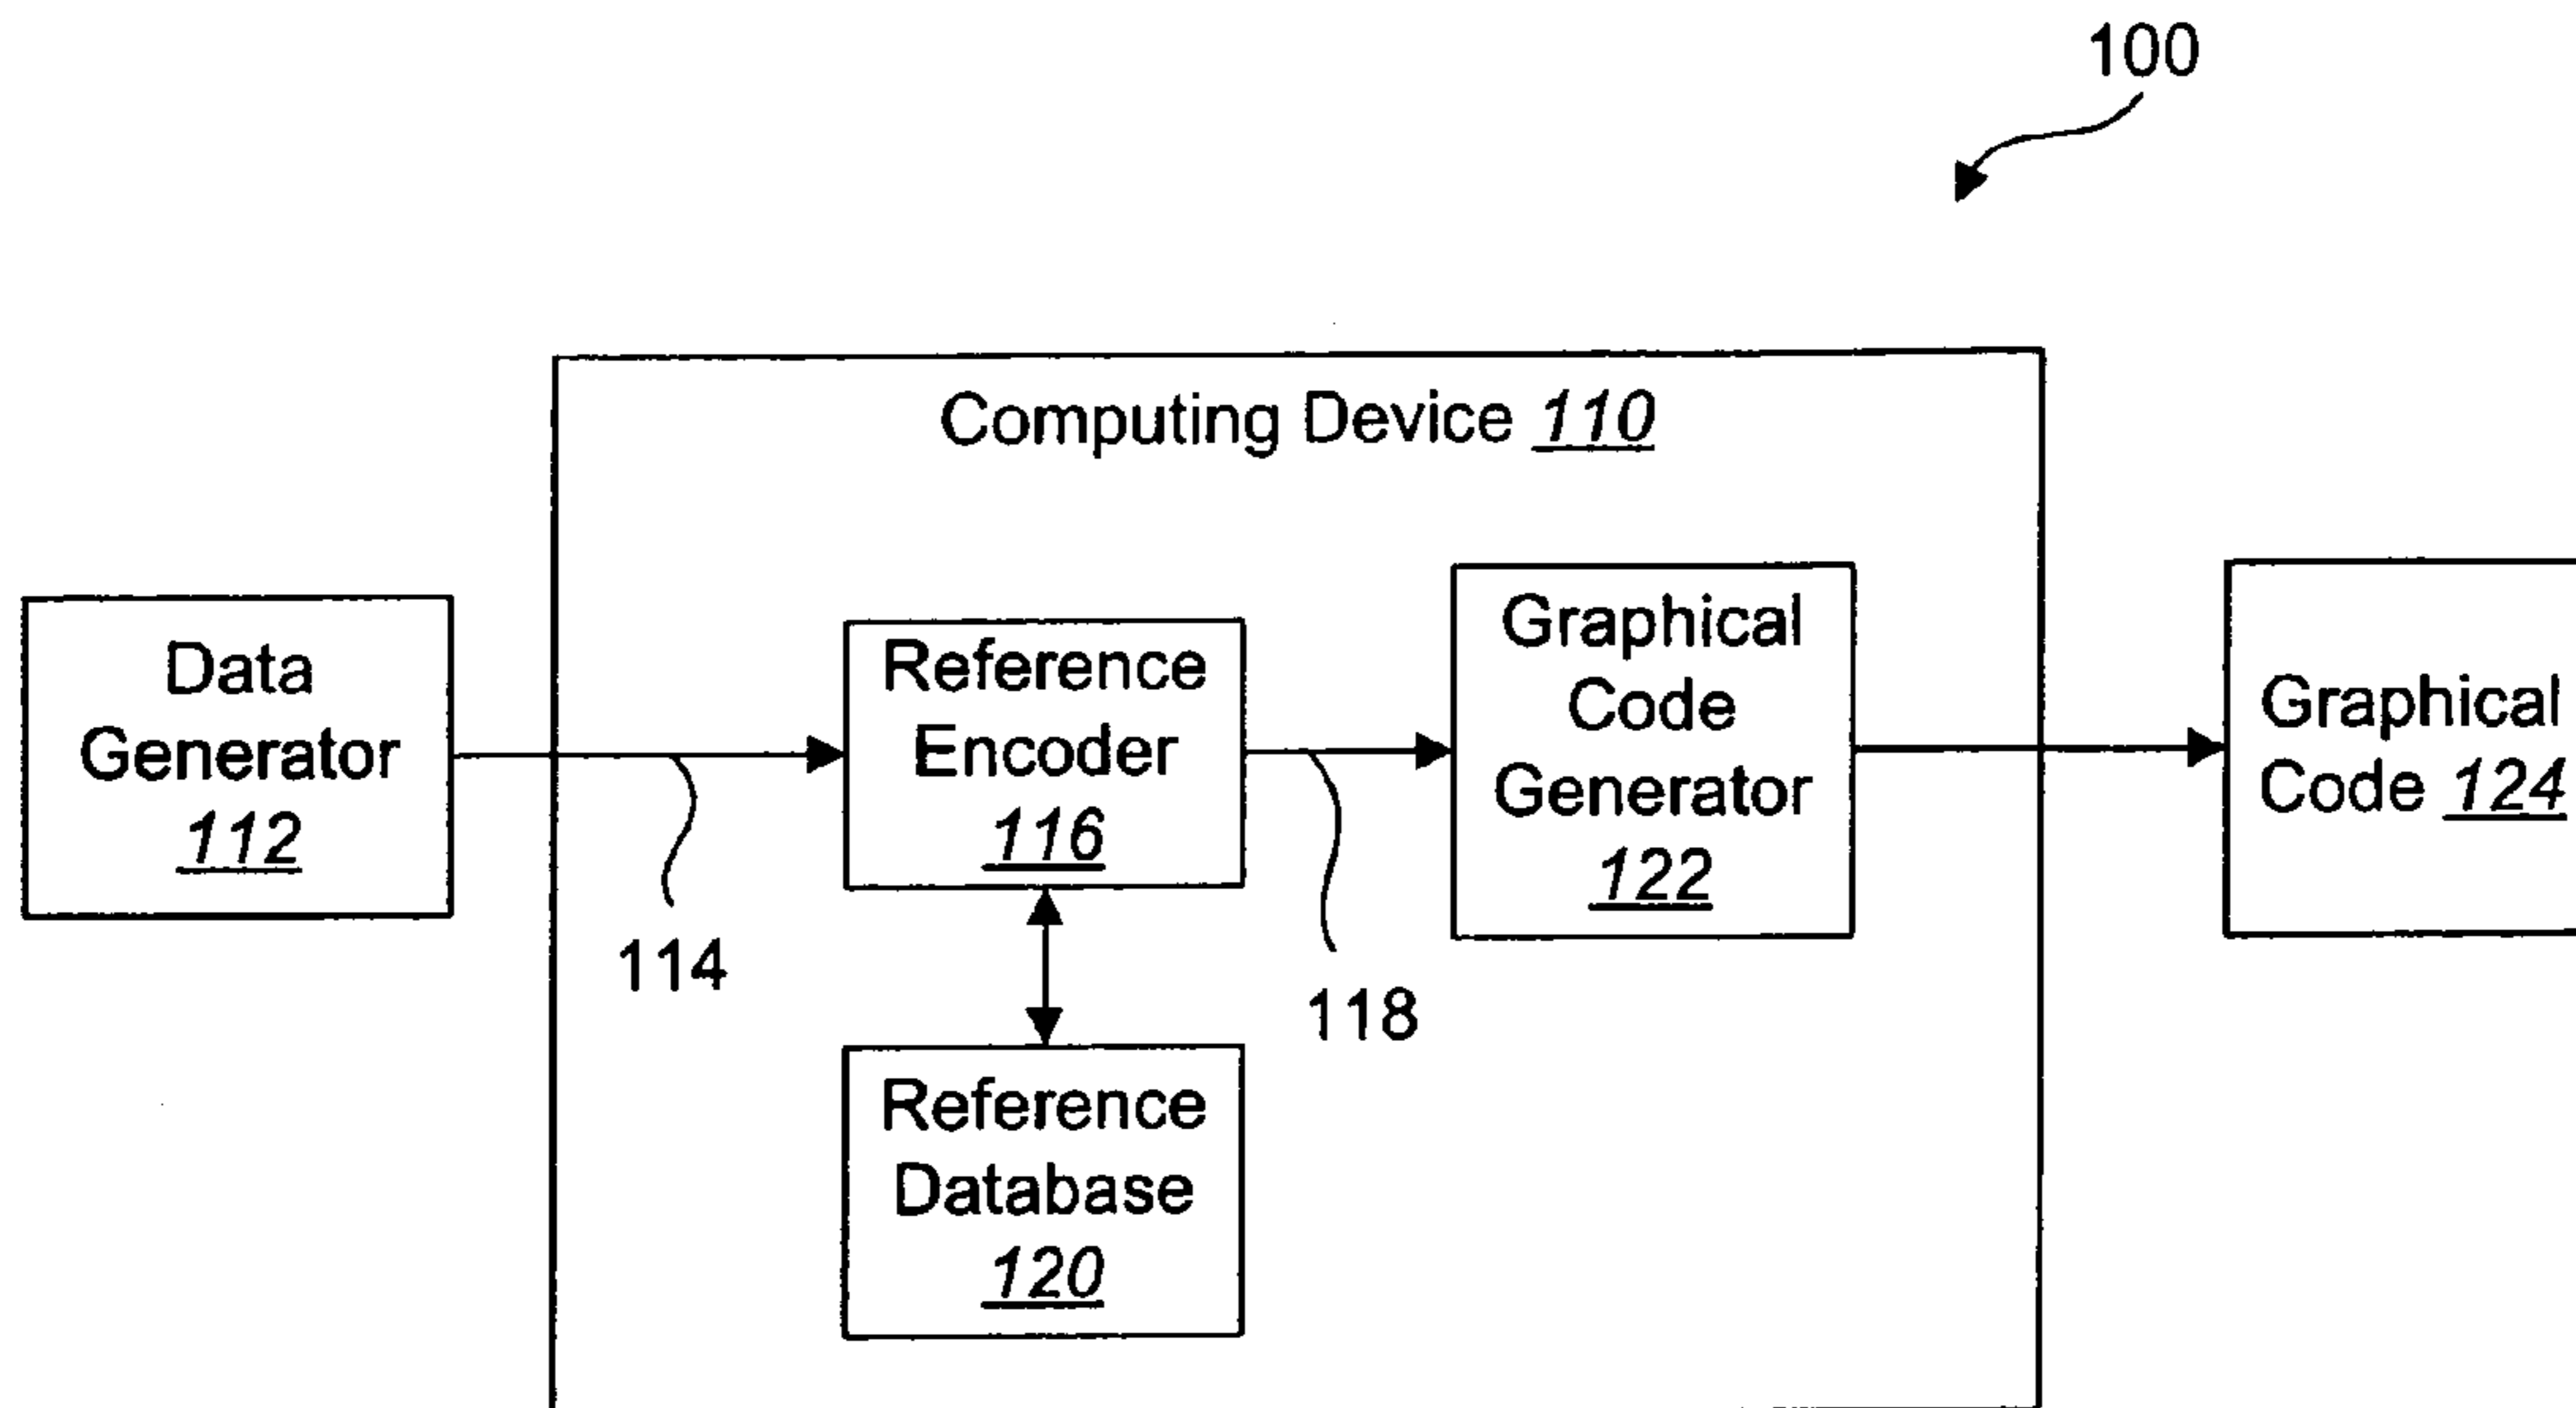 100
Computing Device 110
Data
Generator
112
114
Reference
Encoder
116
118
Reference
Database
120
Graphical
Code
Generator
122
Graphical
Code 124